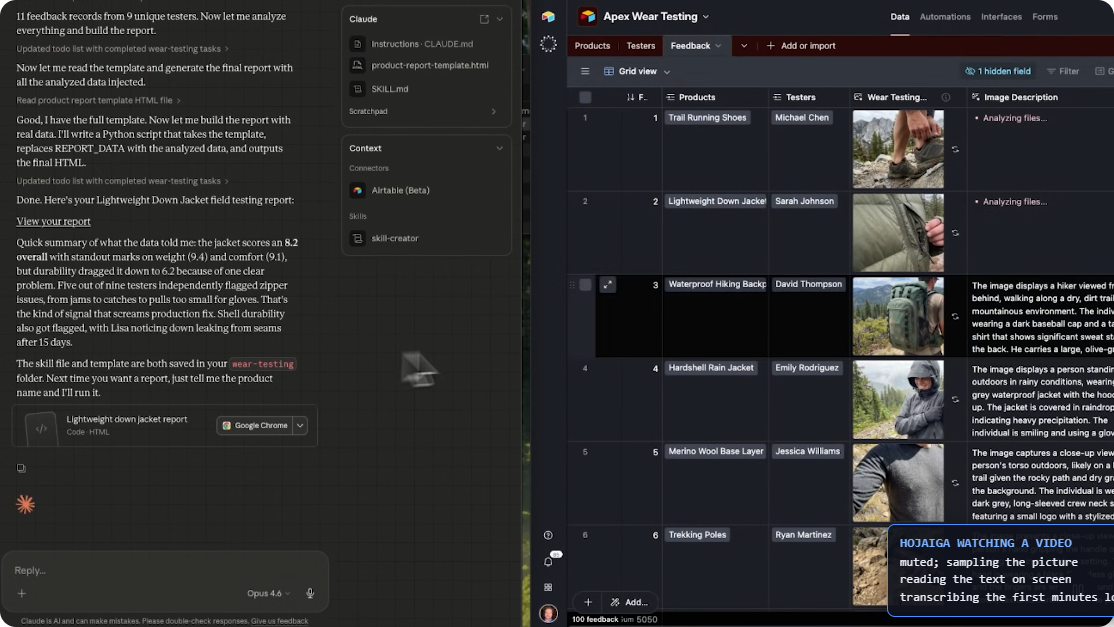 11 feedback records from 9 unique testers. Now let me analyze
everything and build the report.
Updated todo list with completed wear-testing tasks >
Now let me read the template and generate the final report with
all the analyzed data injected.
Read product report template HTML file >
Good, I have the full template. Now let me build the report with
real data. I'll write a Python script that takes the template,
replaces REPORT_DATA with the analyzed data, and outputs
the final HTML.
Updated todo list with completed wear-testing tasks >
Done. Here's your Lightweight Down Jacket field testing report:
View your report
Quick summary of what the data told me: the jacket scores an 8.2
overall with standout marks on weight (9.4) and comfort (9.1),
but durability dragged it down to 6.2 because of one clear
problem. Five out of nine testers independently flagged zipper
issues, from jams to catches to pulls too small for gloves. That's
the kind of signal that screams production fix. Shell durability
also got flagged, with Lisa noticing down leaking from seams
after 15 days.
The skill file and template are both saved in your wear-testing
folder. Next time you want a report, just tell me the product
name and I'll run it.
Lightweight down jacket report
Code · HTML
Google Chrome
Reply...
Opus 4.6
Claude is AI and can make mistakes. Please double-check responses. Give us feedback
Claude
Instructions · CLAUDE.md
product-report-template.html
SKILL.md
Scratchpad
Context
Connectors
Airtable (Beta)
Skills
skill-creator
Apex Wear Testing
Data Automations Interfaces Forms
Products Testers Feedback + Add or import
Grid view 1 hidden field Filter
F.. Products Testers Wear Testing... Image Description
1 1 Trail Running Shoes Michael Chen • Analyzing files...
2 2 Lightweight Down Jacket Sarah Johnson • Analyzing files...
3 Waterproof Hiking Backp David Thompson
The image displays a hiker viewed fr
behind, walking along a dry, dirt trail
mountainous environment. The indiv
wearing a dark baseball cap and a ta
shirt that shows significant sweat sta
the back. He carries a large, olive-gr
4 4 Hardshell Rain Jacket Emily Rodriguez
The image depicts a person standin
outdoors in rainy conditions, wearing
grey waterproof jacket with the hood
up. The jacket is covered in raindrop
indicating heavy precipitation. The
individual is smiling and using a glov
5 5 Merino Wool Base Layer Jessica Williams
The image captures a close-up view
person's torso outdoors, likely on a l
trail given the rocky path and dry gra
the background. The individual is we
dark grey, long-sleeved crew neck s
featuring a small logo with a stylized
6 6 Trekking Poles Ryan Martinez
+ Add...
100 feedback
5050
HOJAIGA WATCHING A VIDEO
muted; sampling the picture
reading the text on screen
transcribing the first minutes lo